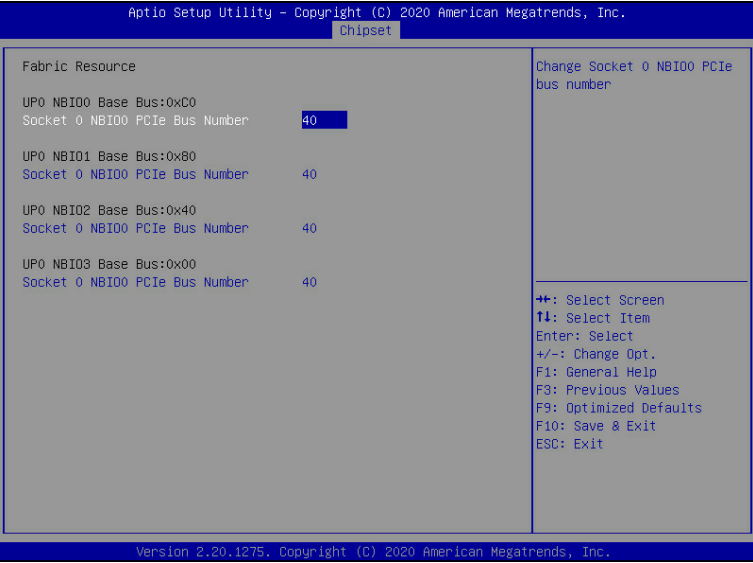 Aptio Setup Utility – Copyright (C) 2020 American Megatrends, Inc.
Chipset
Fabric Resource
UP0 NBIO0 Base Bus:0xC0
Socket 0 NBIO0 PCIe Bus Number 40
UP0 NBIO1 Base Bus:0x80
Socket 0 NBIO0 PCIe Bus Number 40
UP0 NBIO2 Base Bus:0x40
Socket 0 NBIO0 PCIe Bus Number 40
UP0 NBIO3 Base Bus:0x00
Socket 0 NBIO0 PCIe Bus Number 40
Change Socket 0 NBIO0 PCIe
bus number
→←: Select Screen
↑↓: Select Item
Enter: Select
+/-: Change Opt.
F1: General Help
F3: Previous Values
F9: Optimized Defaults
F10: Save & Exit
ESC: Exit
Version 2.20.1275. Copyright (C) 2020 American Megatrends, Inc.